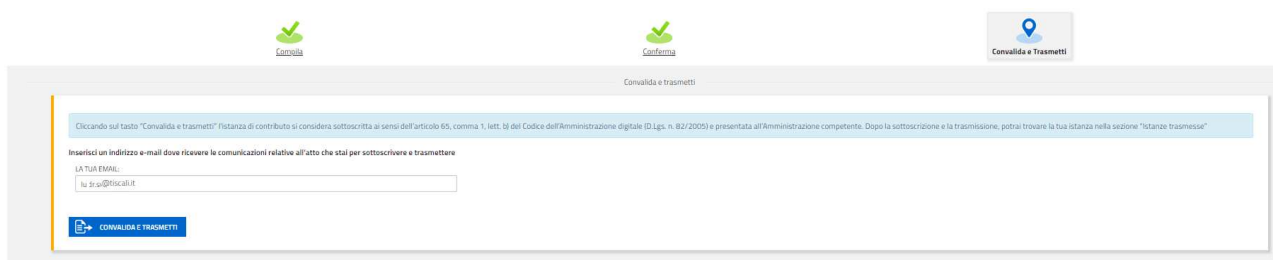 Compila
Conferma
Convalida e Trasmetti
Convalida e trasmetti
Cliccando sul tasto "Convalida e trasmetti" l'istanza di contributo si considera sottoscritta ai sensi dell'articolo 65, comma 1, lett. b) del Codice dell'Amministrazione digitale (D.Lgs. n. 82/2005) e presentata all'Amministrazione competente. Dopo la sottoscrizione e la trasmissione, potrai trovare la tua istanza nella sezione "Istanze trasmesse"
Inserisci un indirizzo e-mail dove ricevere le comunicazioni relative all'atto che stai per sottoscrivere e trasmettere
LA TUA EMAIL:
@tiscali.it
CONVALIDA E TRASMETTI